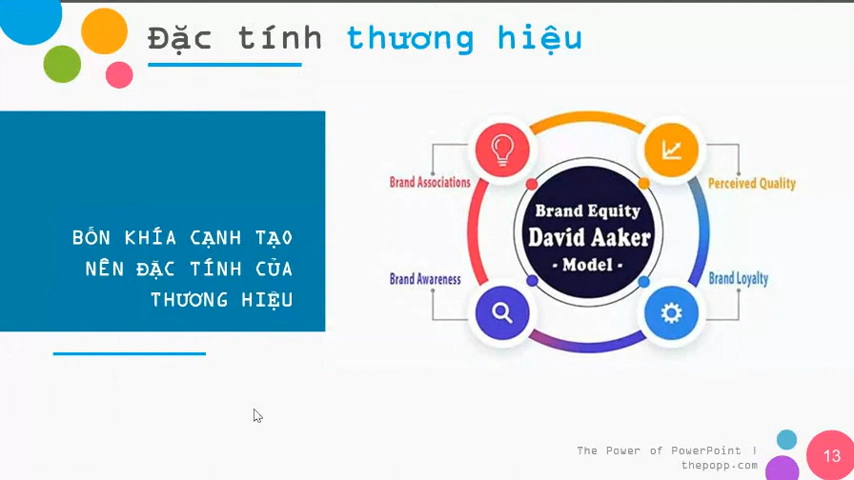 Đặc tính thương hiệu
BỐN KHÍA CẠNH TẠO
NÊN ĐẶC TÍNH CỦA
THƯƠNG HIỆU
Brand Associations
Perceived Quality
Brand Equity
David Aaker
- Model -
Brand Awareness
Brand Loyalty
The Power of PowerPoint |
thepopp.com
13